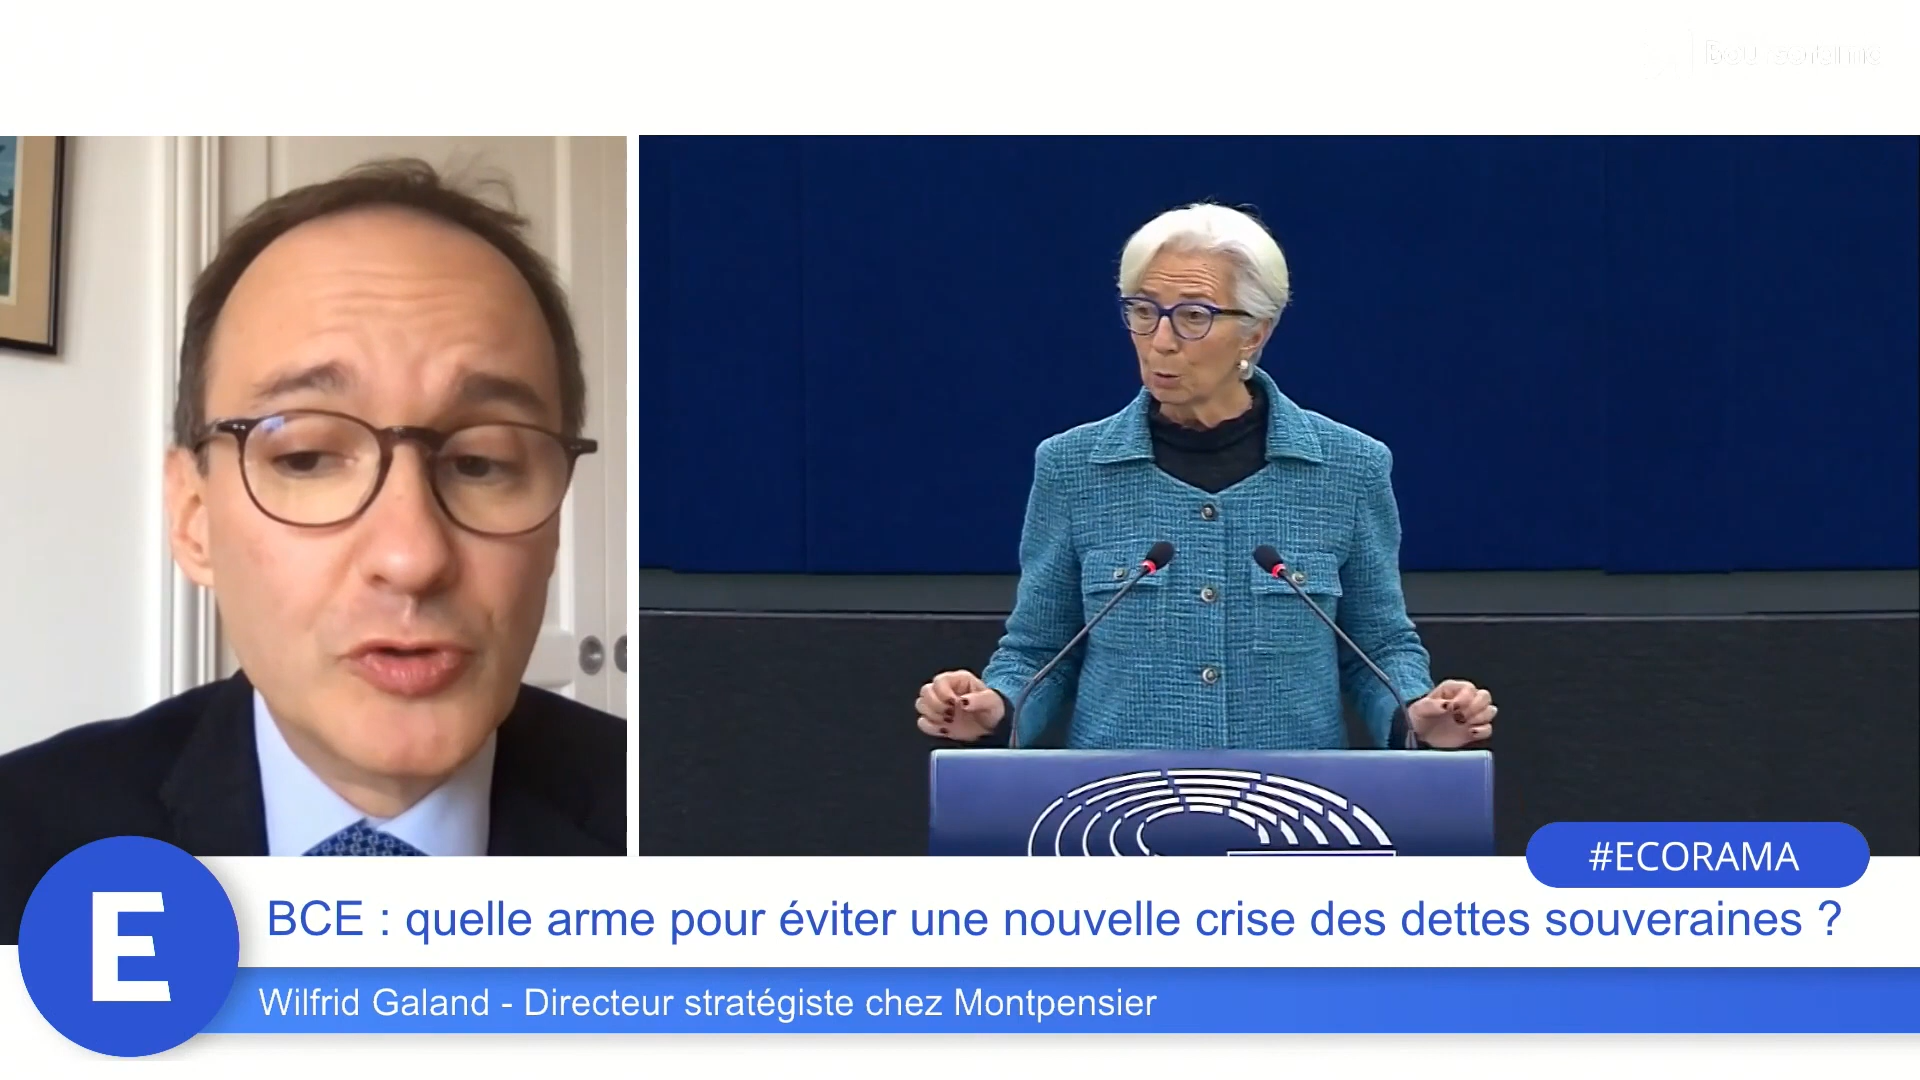 #ECORAMA
E
BCE : quelle arme pour éviter une nouvelle crise des dettes souveraines ?
Wilfrid Galand - Directeur stratégiste chez Montpensier